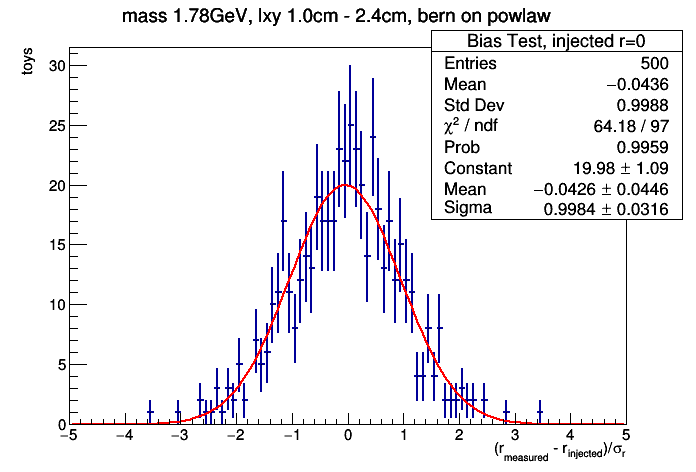 mass 1.78GeV, lxy 1.0cm - 2.4cm, bern on powlaw
Bias Test, injected r=0
Entries 500
Mean −0.0436
Std Dev 0.9988
χ² / ndf 64.18 / 97
Prob 0.9959
Constant 19.98 ± 1.09
Mean −0.0426 ± 0.0446
Sigma 0.9984 ± 0.0316
toys
30
25
20
15
10
5
0
−5 −4 −3 −2 −1 0 1 2 3 4 5
(r_measured - r_injected)/σ_r